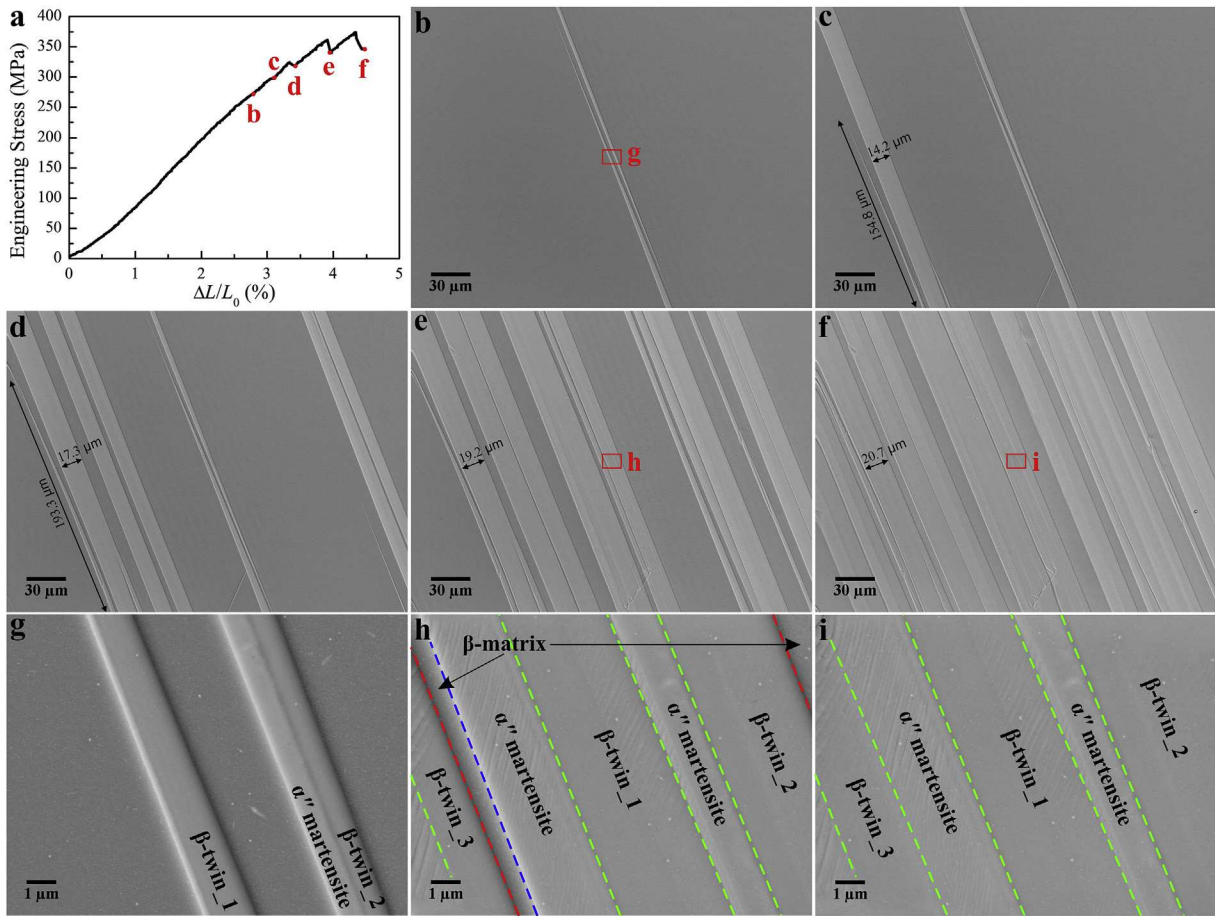 a
400
350
300
250
200
150
100
50
0
Engineering Stress (MPa)
0 1 2 3 4 5
ΔL/L₀ (%)
b
c
d
e
f
b
g
30 µm
c
14.2 µm
154.8 µm
30 µm
d
17.3 µm
193.3 µm
30 µm
e
19.2 µm
h
30 µm
f
20.7 µm
i
30 µm
g
β-twin_1
α″ martensite
β-twin_2
1 µm
h
β-matrix
β-twin_3
α″ martensite
β-twin_1
α″ martensite
β-twin_2
1 µm
i
β-twin_3
α″ martensite
β-twin_1
α″ martensite
β-twin_2
1 µm